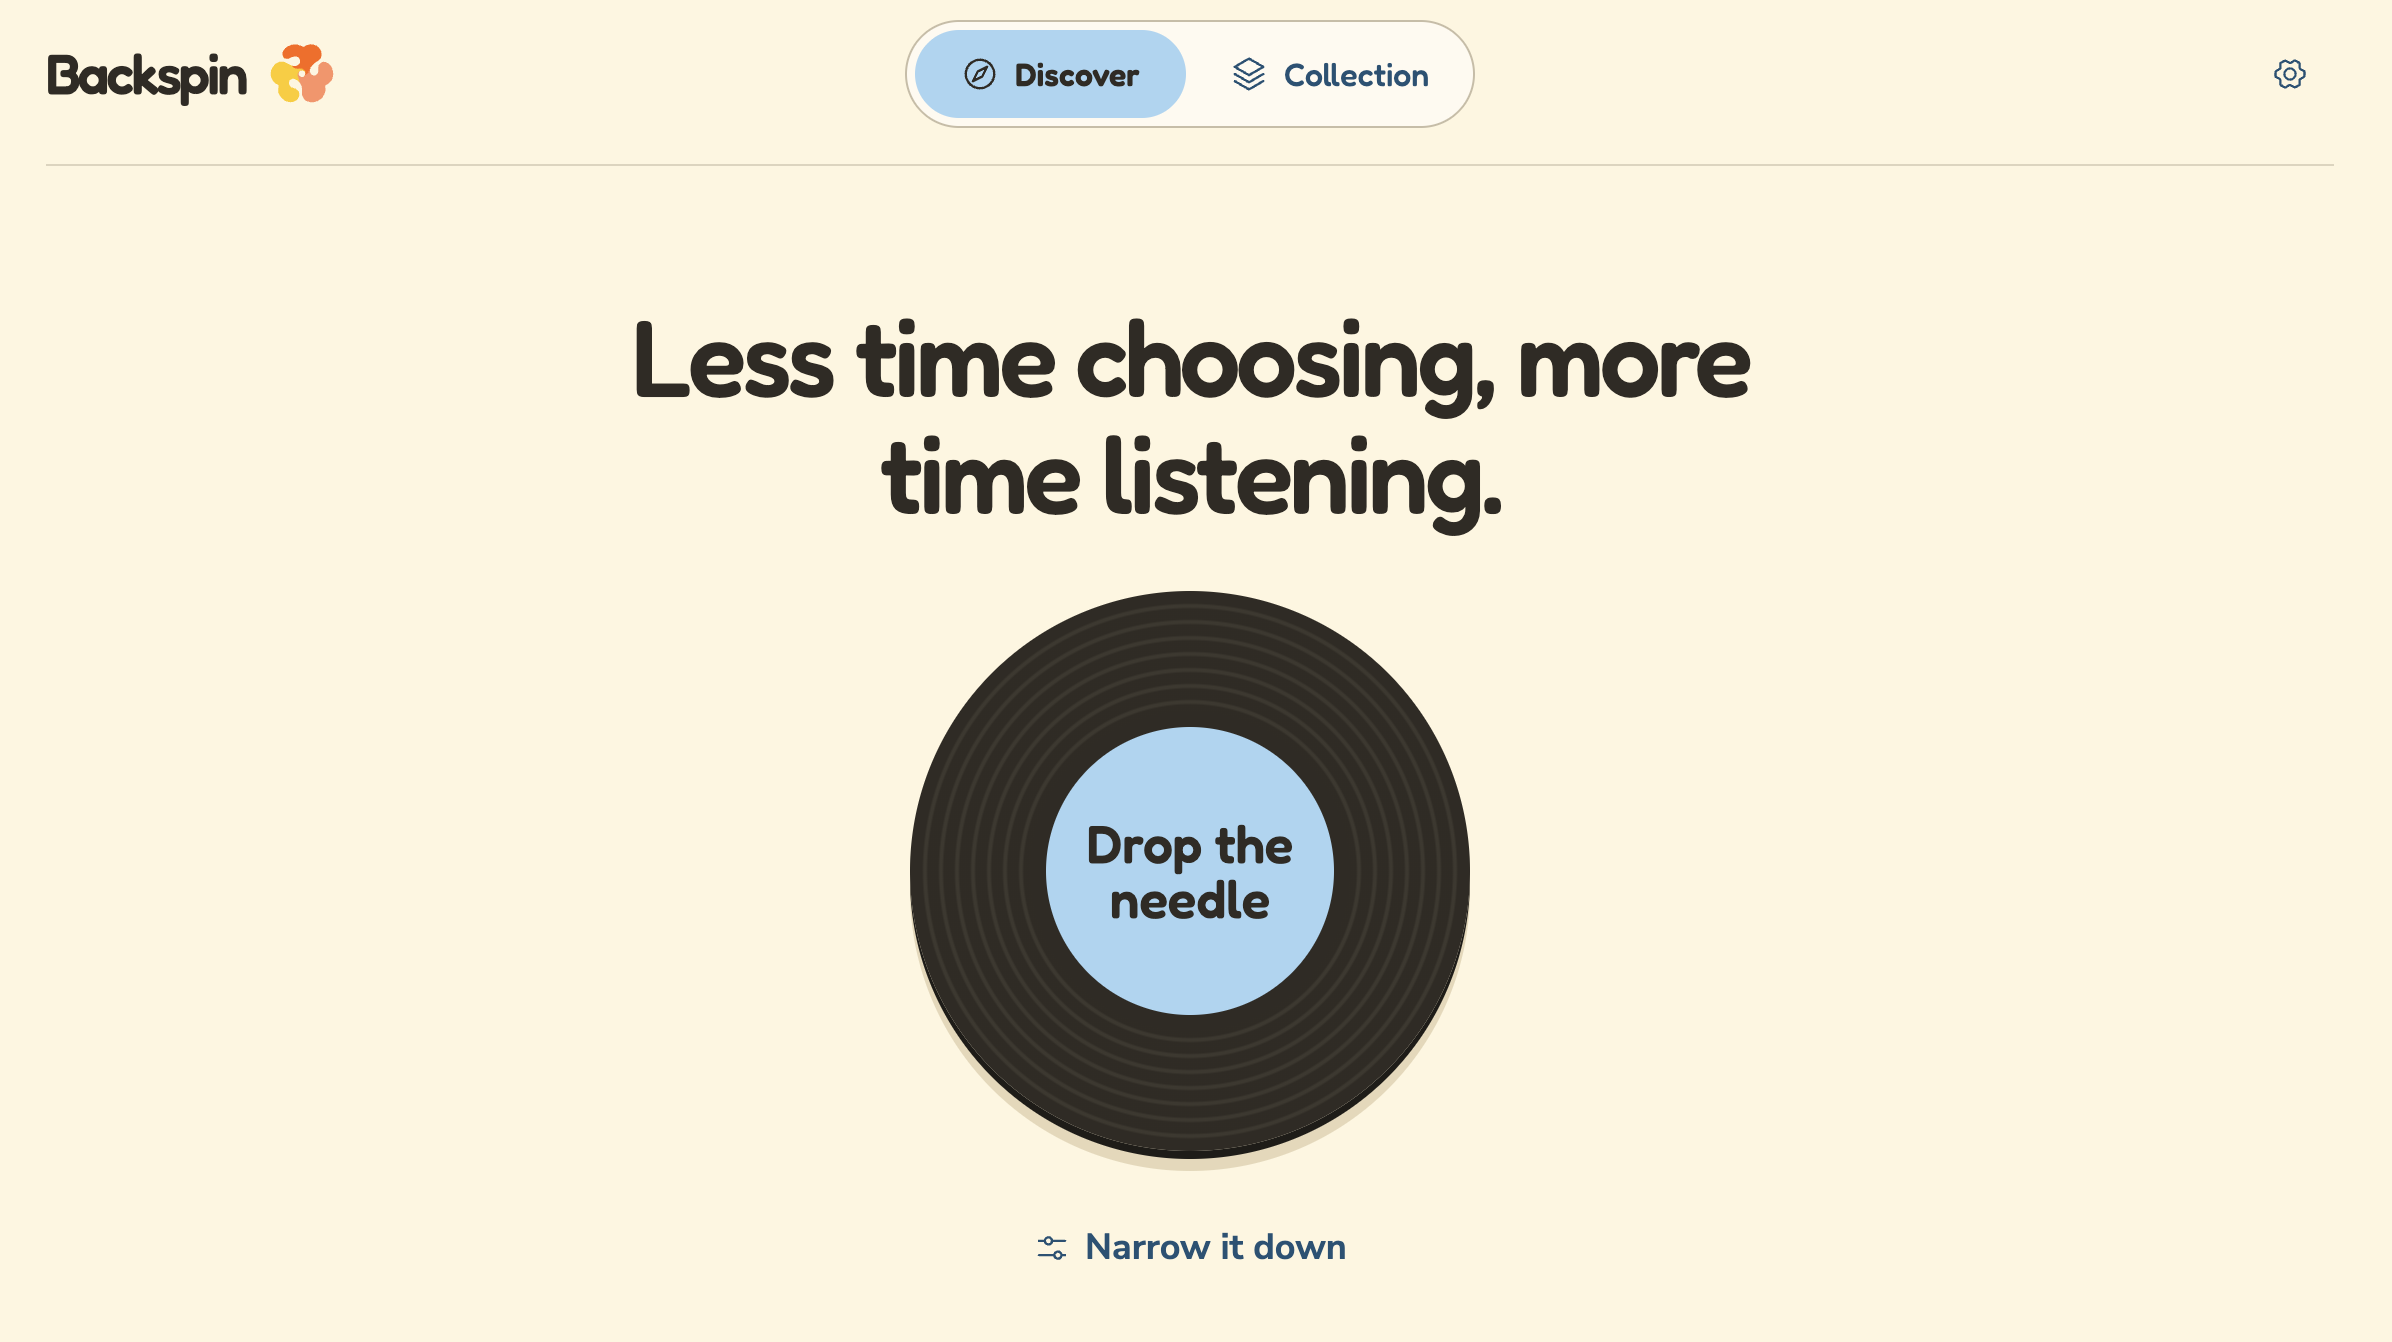 Backspin
Discover
Collection
Less time choosing, more
time listening.
Drop the
needle
Narrow it down